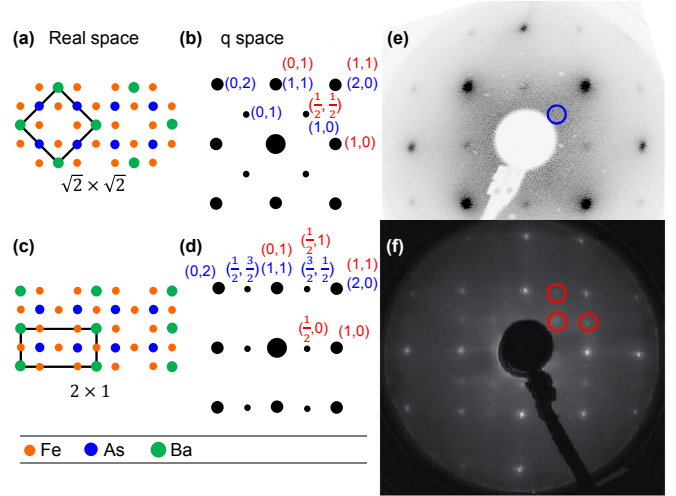 (a) Real space
√2 × √2
(b) q space
(0,1) (1,1)
(0,2) (1,1) (2,0)
(0,1) (1/2, 1/2)
(1,0)
(1,0)
(e)
(c)
2 × 1
(d)
(1/2,1)
(0,1) (1,1)
(0,2) (1/2, 3/2) (1,1) (3/2, 1/2) (2,0)
(1/2,0) (1,0)
(f)
Fe As Ba